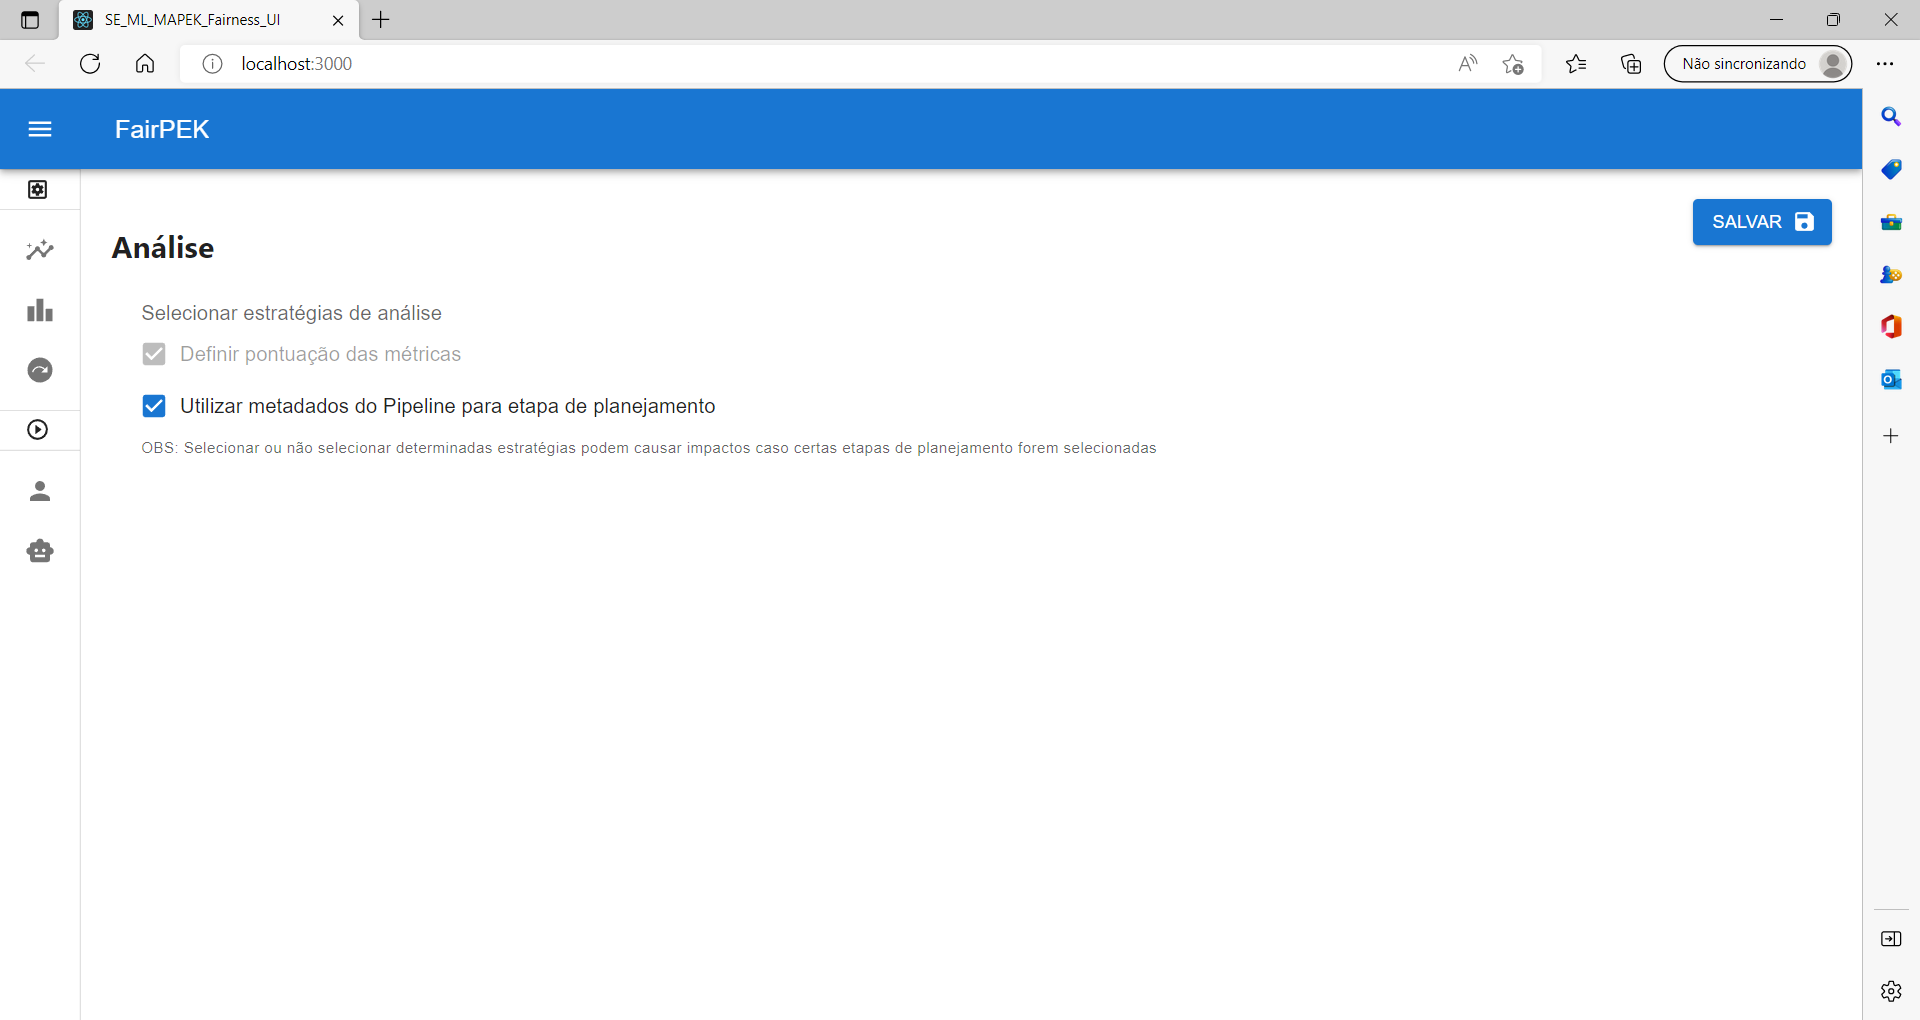 SE_ML_MAPEK_Fairness_UI
localhost:3000
Não sincronizando
FairPEK
SALVAR
Análise
Selecionar estratégias de análise
Definir pontuação das métricas
Utilizar metadados do Pipeline para etapa de planejamento
OBS: Selecionar ou não selecionar determinadas estratégias podem causar impactos caso certas etapas de planejamento forem selecionadas